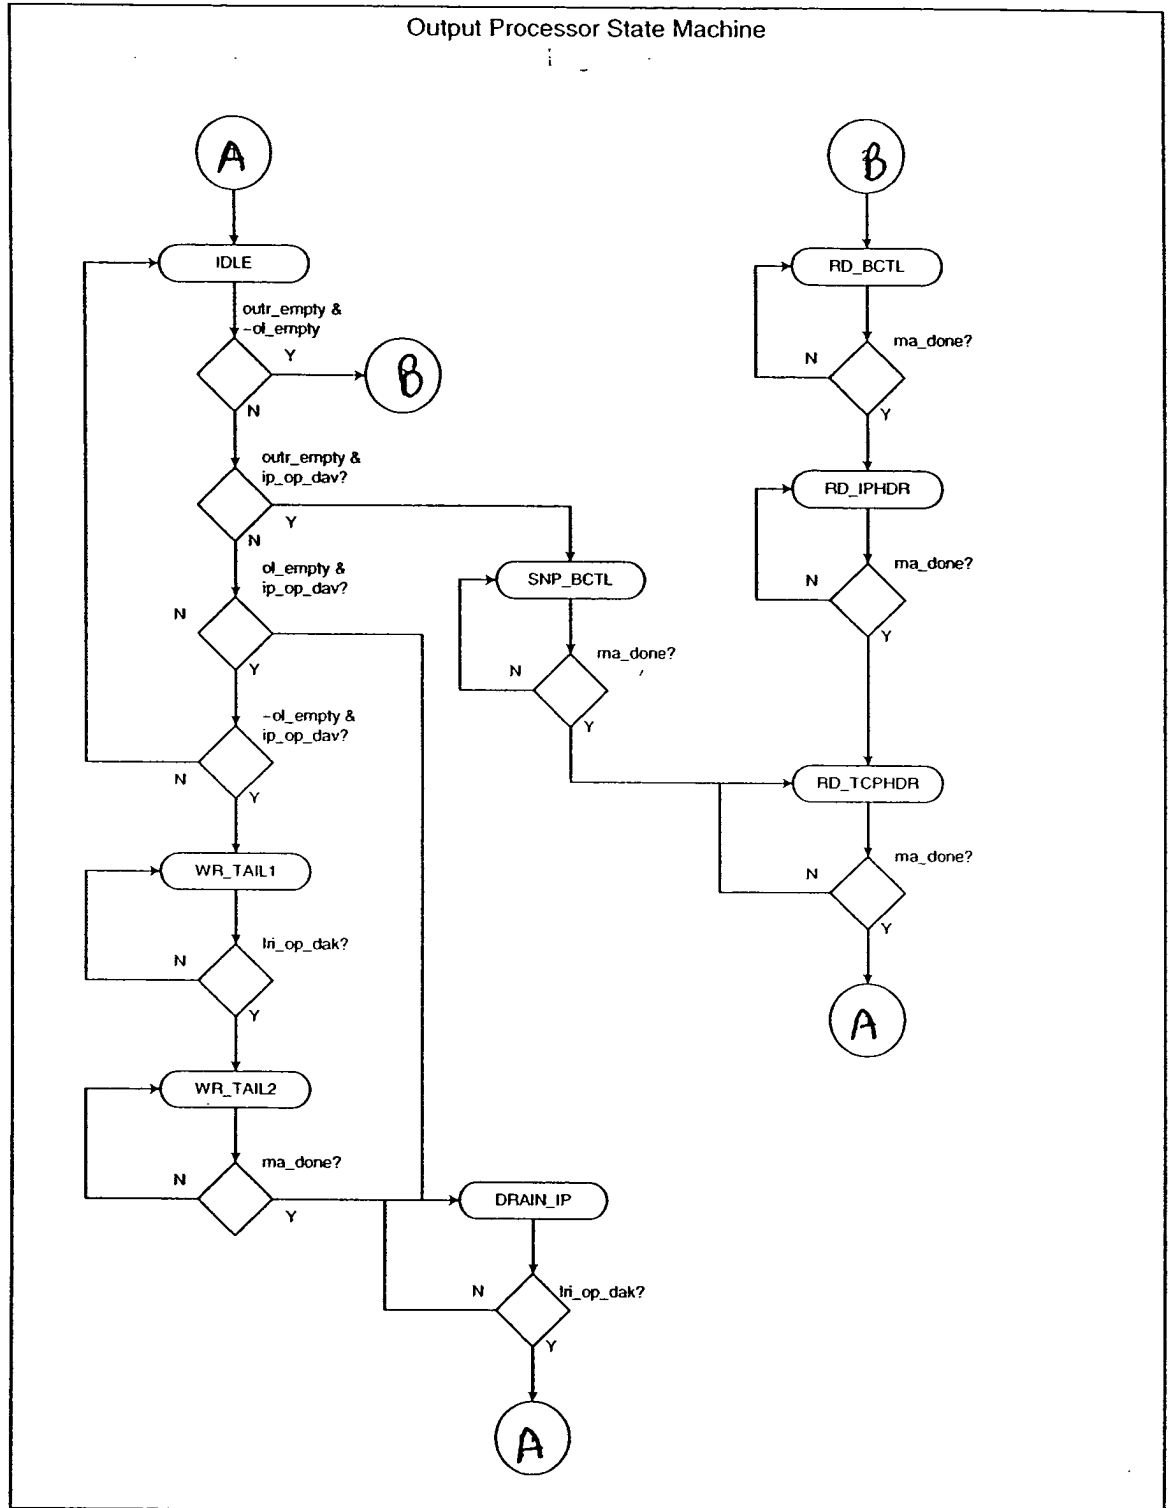 Output Processor State Machine
A
IDLE
outr_empty &
~ol_empty
Y
B
N
outr_empty &
ip_op_dav?
Y
N
ol_empty &
ip_op_dav?
N
Y
~ol_empty &
ip_op_dav?
N
Y
WR_TAIL1
lri_op_dak?
N
Y
WR_TAIL2
ma_done?
N
Y
SNP_BCTL
ma_done?
N
Y
DRAIN_IP
lri_op_dak?
N
Y
A
B
RD_BCTL
ma_done?
N
Y
RD_IPHDR
ma_done?
N
Y
RD_TCPHDR
ma_done?
N
Y
A